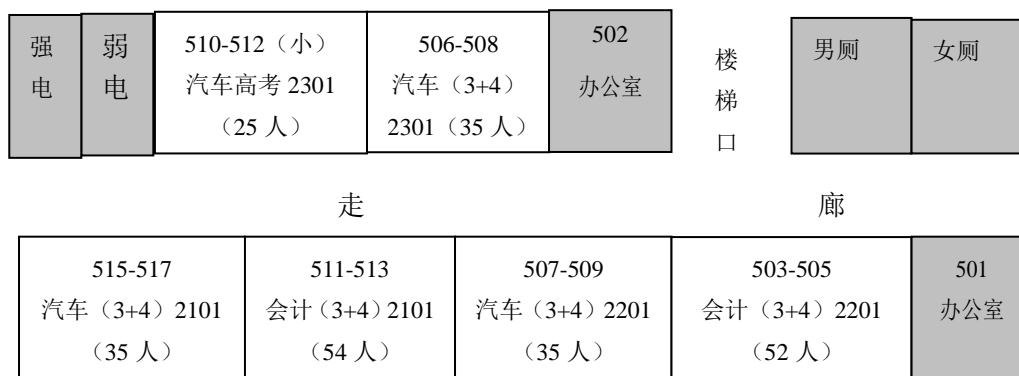 强
电
弱
电
510-512（小）
汽车高考 2301
（25 人）
506-508
汽车（3+4）
2301（35 人）
502
办公室
楼
梯
口
男厕
女厕
走 廊
515-517
汽车（3+4）2101
（35 人）
511-513
会计（3+4）2101
（54 人）
507-509
汽车（3+4）2201
（35 人）
503-505
会计（3+4）2201
（52 人）
501
办公室